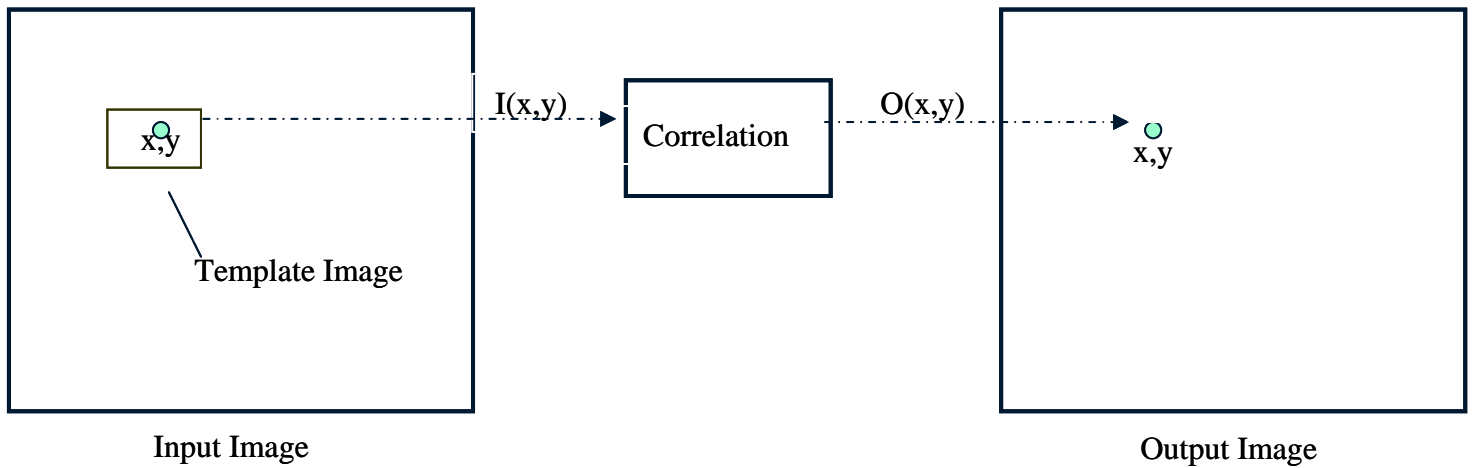 I(x,y)
O(x,y)
x,y
Correlation
x,y
Template Image
Input Image
Output Image